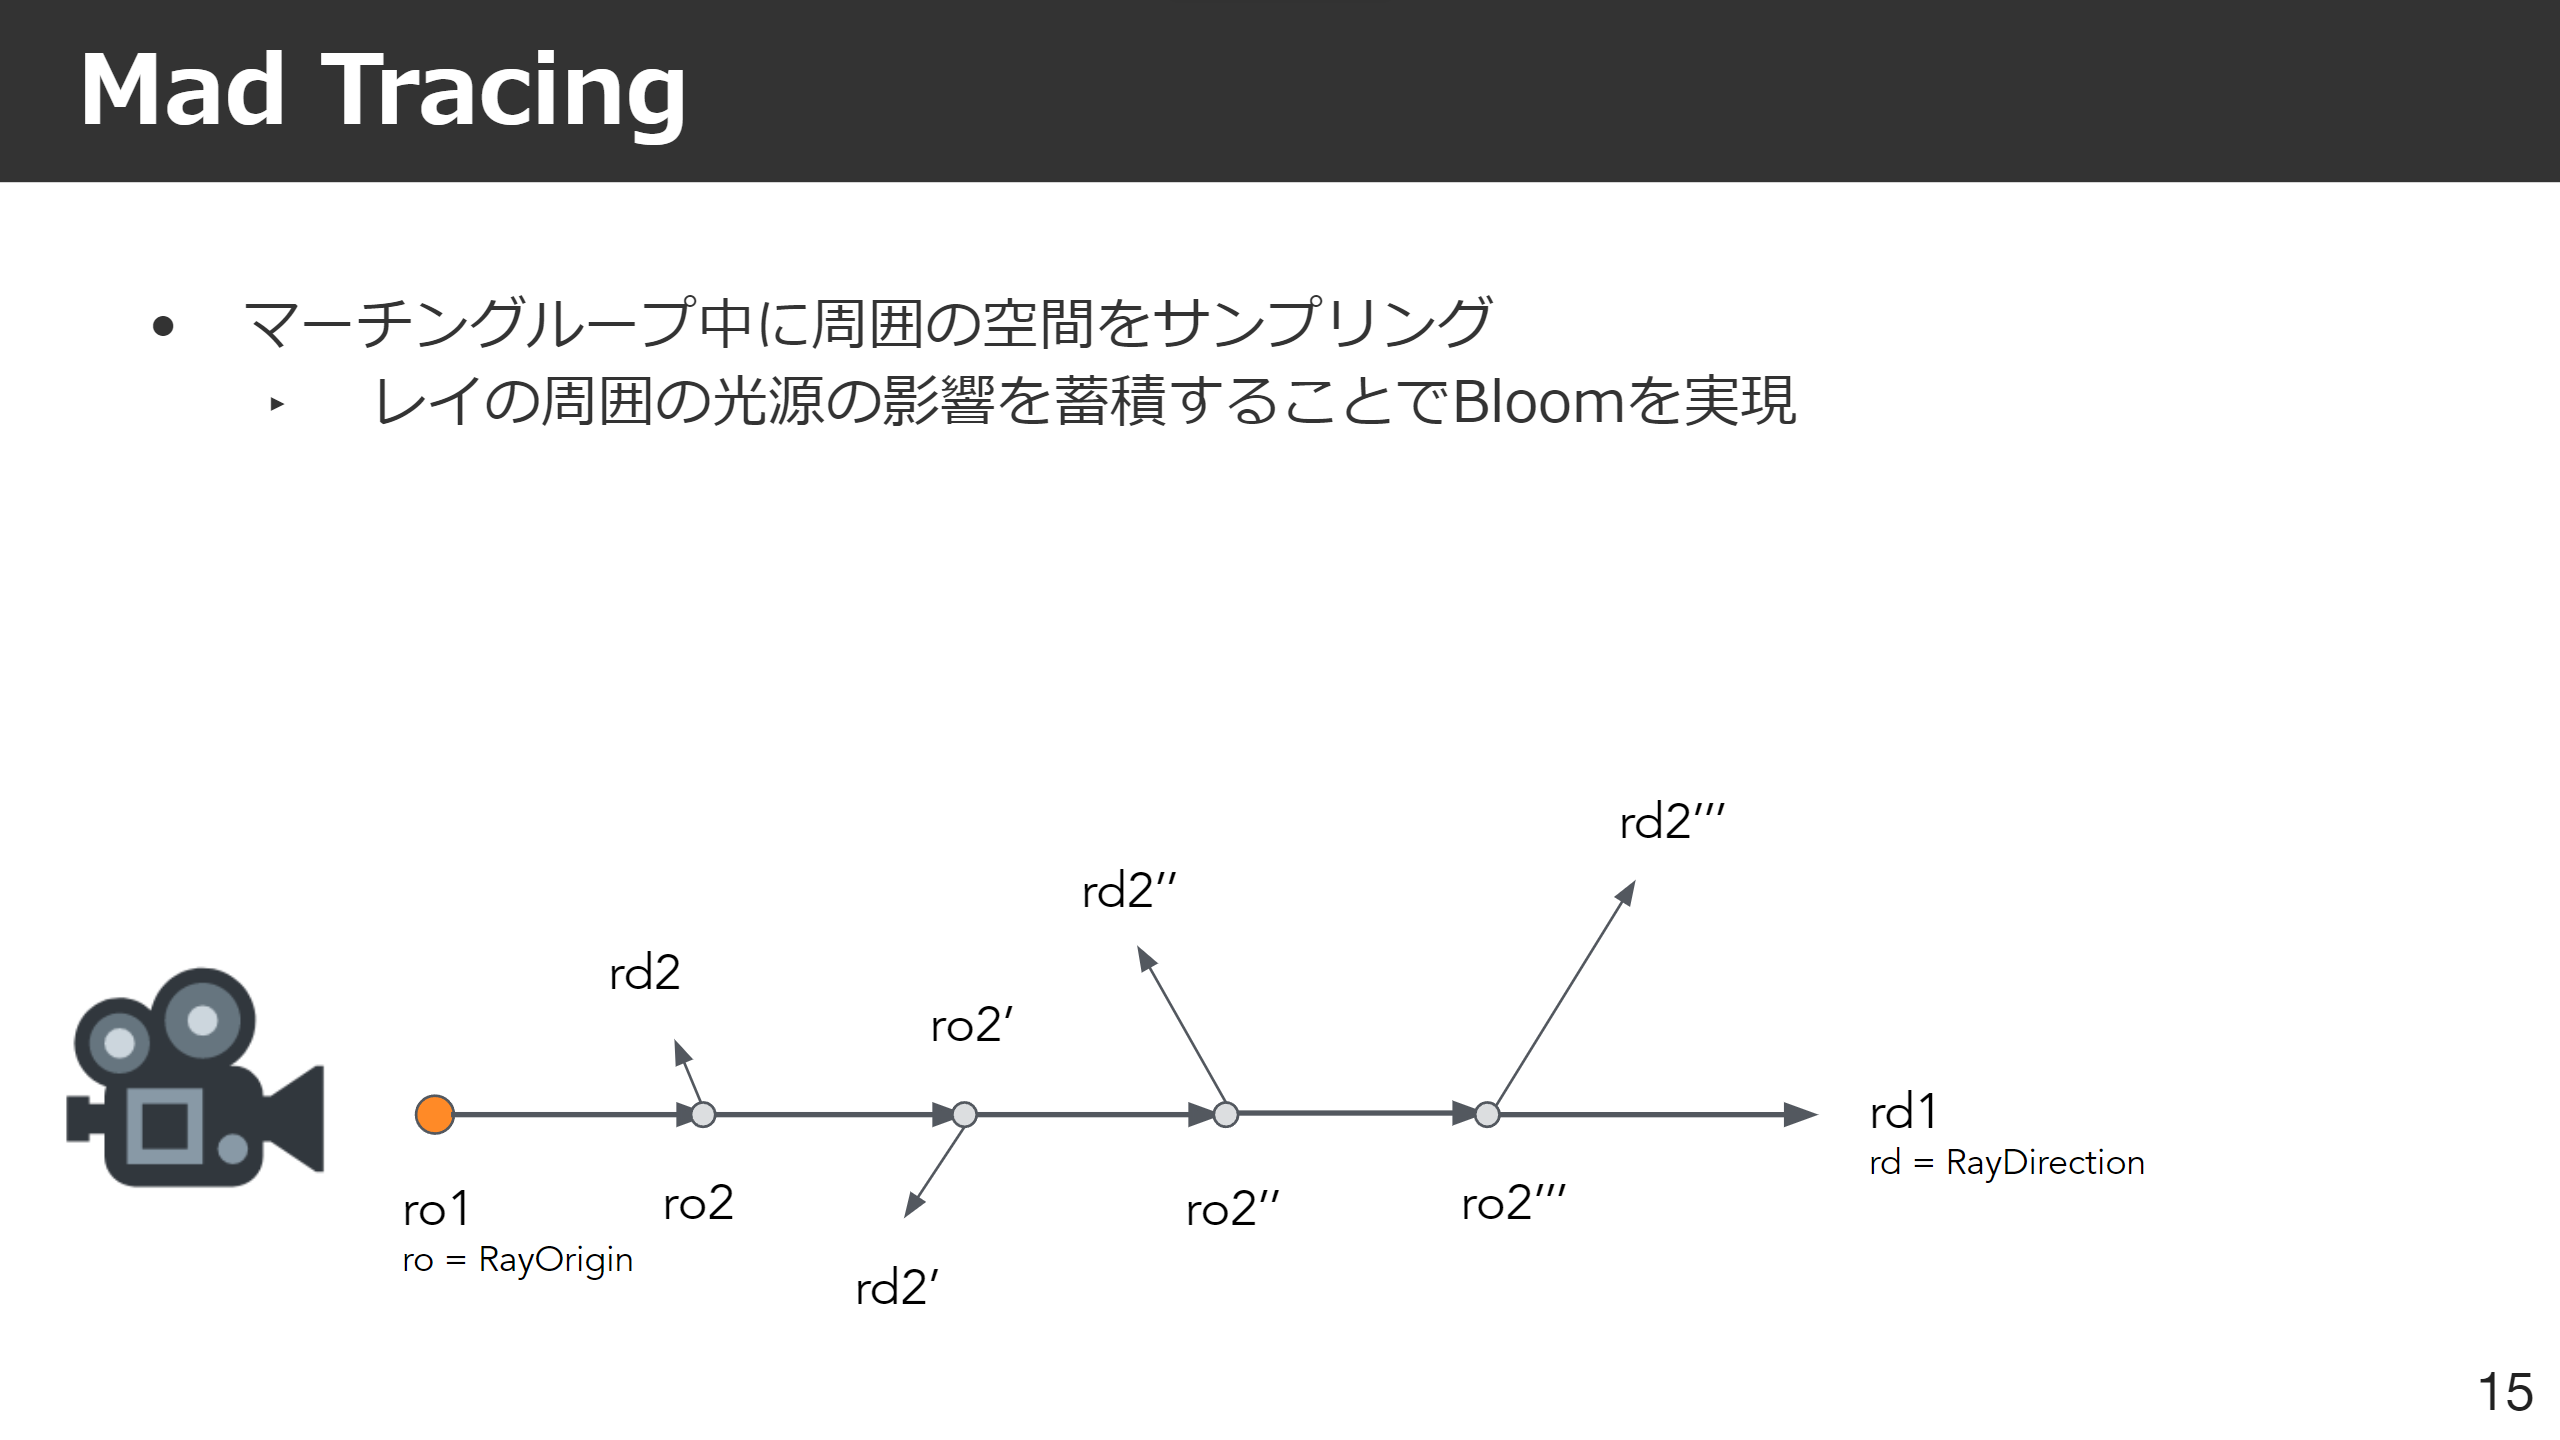 Mad Tracing
• マーチングループ中に周囲の空間をサンプリング
‣ レイの周囲の光源の影響を蓄積することでBloomを実現
rd2′′′
rd2′′
rd2
ro2′
rd1
rd = RayDirection
ro1
ro = RayOrigin
ro2
ro2′′
ro2′′′
rd2′
15